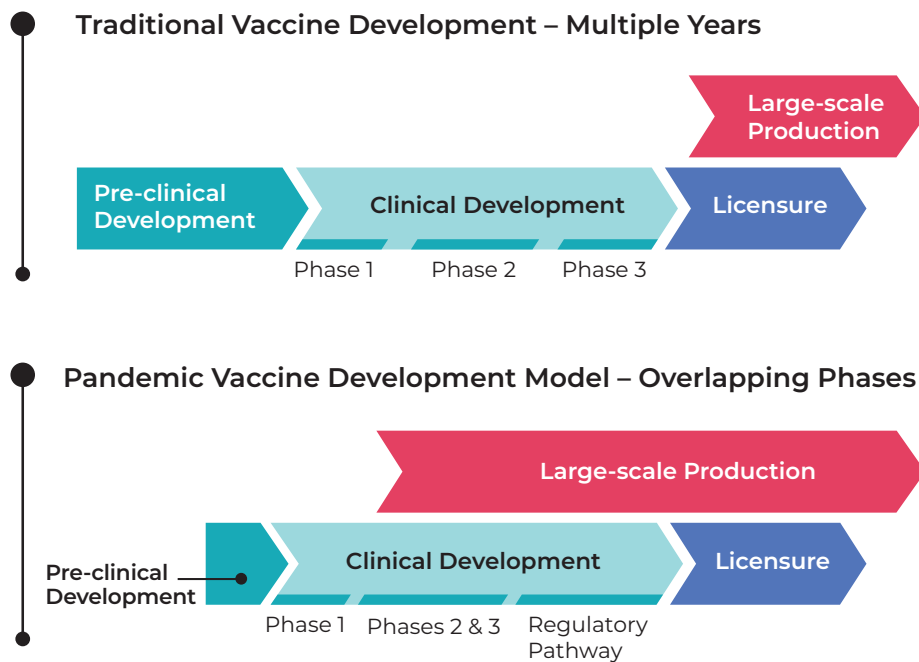 Traditional Vaccine Development – Multiple Years
Large-scale
Production
Pre-clinical
Development
Clinical Development
Licensure
Phase 1
Phase 2
Phase 3
Pandemic Vaccine Development Model – Overlapping Phases
Large-scale Production
Pre-clinical
Development
Clinical Development
Licensure
Phase 1
Phases 2 & 3
Regulatory
Pathway